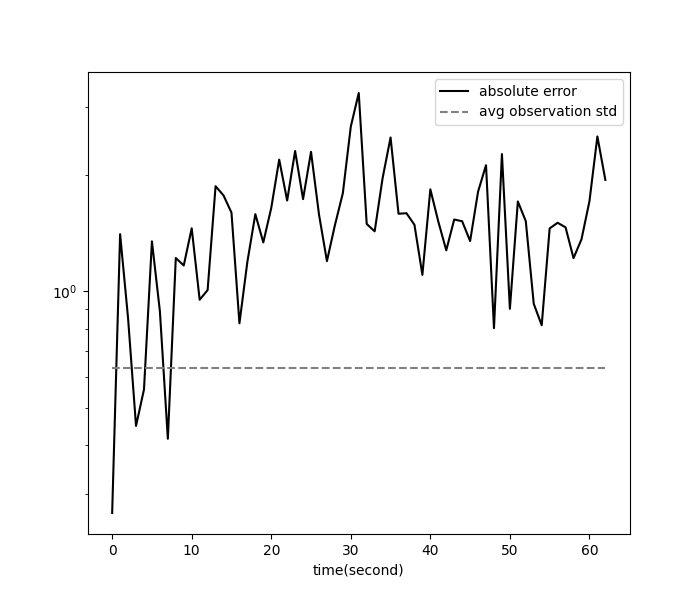 absolute error
avg observation std
10⁰
0 10 20 30 40 50 60
time(second)